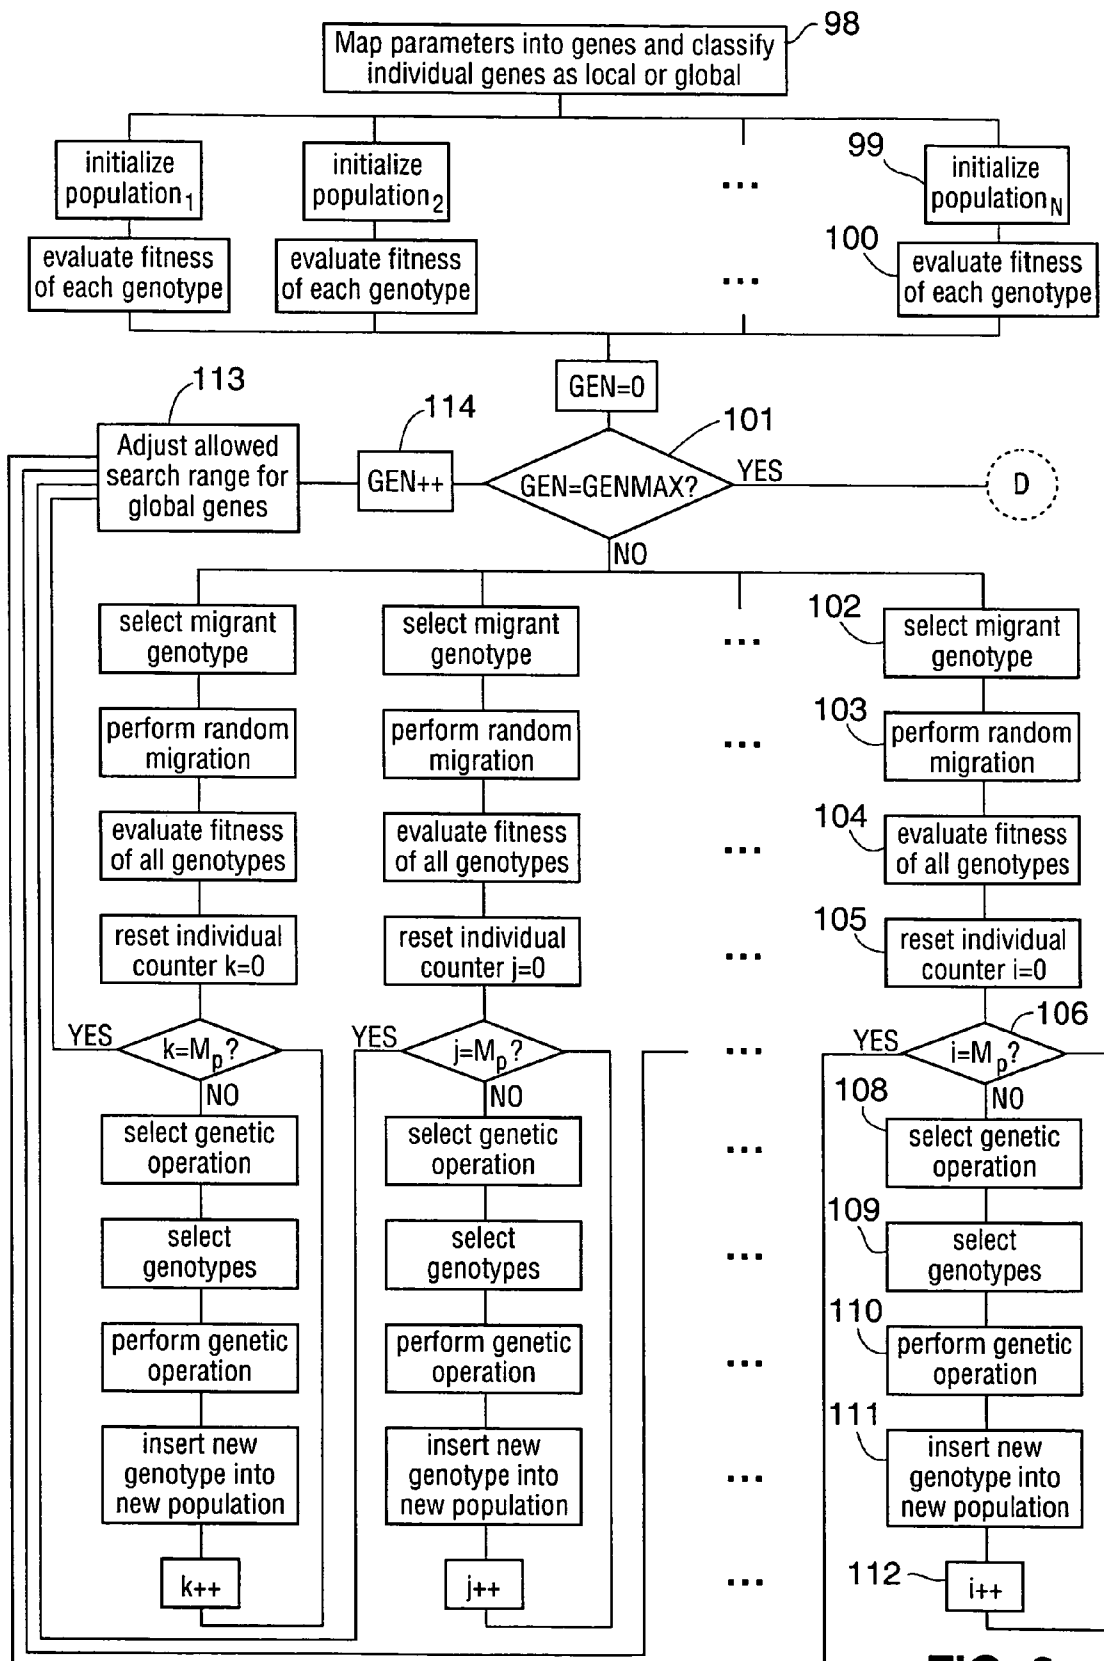 98
Map parameters into genes and classify
individual genes as local or global
99
initialize
population1
initialize
population2
...
initialize
populationN
100
evaluate fitness
of each genotype
evaluate fitness
of each genotype
...
evaluate fitness
of each genotype
GEN=0
113
114
101
Adjust allowed
search range for
global genes
GEN++
GEN=GENMAX?
YES
D
NO
select migrant
genotype
select migrant
genotype
...
102
select migrant
genotype
perform random
migration
perform random
migration
...
103
perform random
migration
evaluate fitness
of all genotypes
evaluate fitness
of all genotypes
...
104
evaluate fitness
of all genotypes
reset individual
counter k=0
reset individual
counter j=0
...
105
reset individual
counter i=0
106
YES
k=Mp?
NO
YES
j=Mp?
NO
...
YES
i=Mp?
NO
select genetic
operation
select genetic
operation
...
108
select genetic
operation
select
genotypes
select
genotypes
...
109
select
genotypes
perform genetic
operation
perform genetic
operation
...
110
perform genetic
operation
insert new
genotype into
new population
insert new
genotype into
new population
...
111
insert new
genotype into
new population
k++
j++
...
112
i++